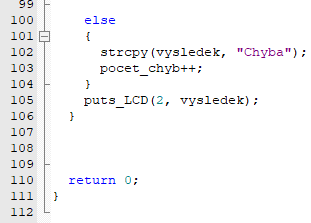 99
100 else
101 {
102 strcpy(vysledek, "Chyba");
103 pocet_chyb++;
104 }
105 puts_LCD(2, vysledek);
106 }
107
108
109
110 return 0;
111 }
112